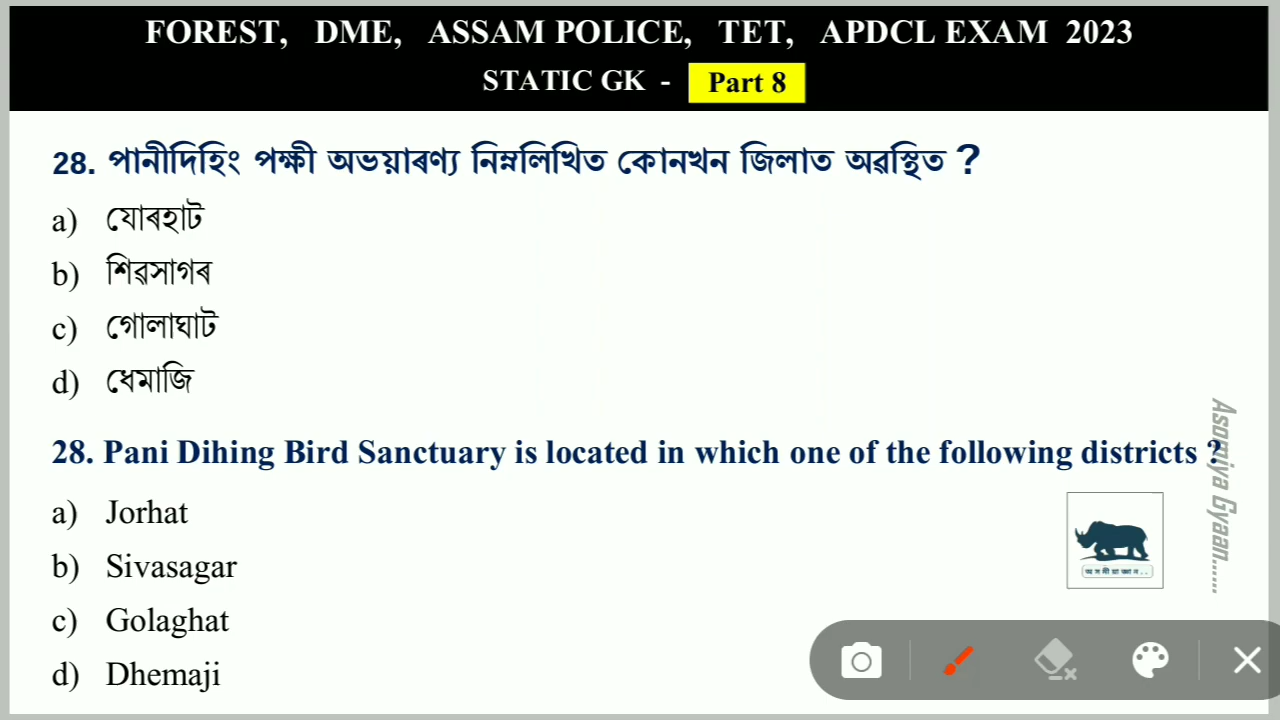 FOREST, DME, ASSAM POLICE, TET, APDCL EXAM 2023
STATIC GK - Part 8
28. পানীদিহিং পক্ষী অভয়াৰণ্য নিম্নলিখিত কোনখন জিলাত অৱস্থিত ?
a) যোৰহাট
b) শিৱসাগৰ
c) গোলাঘাট
d) ধেমাজি
28. Pani Dihing Bird Sanctuary is located in which one of the following districts ?
a) Jorhat
b) Sivasagar
c) Golaghat
d) Dhemaji
Asomiya Gyaan......
অসমীয়া জ্ঞান..